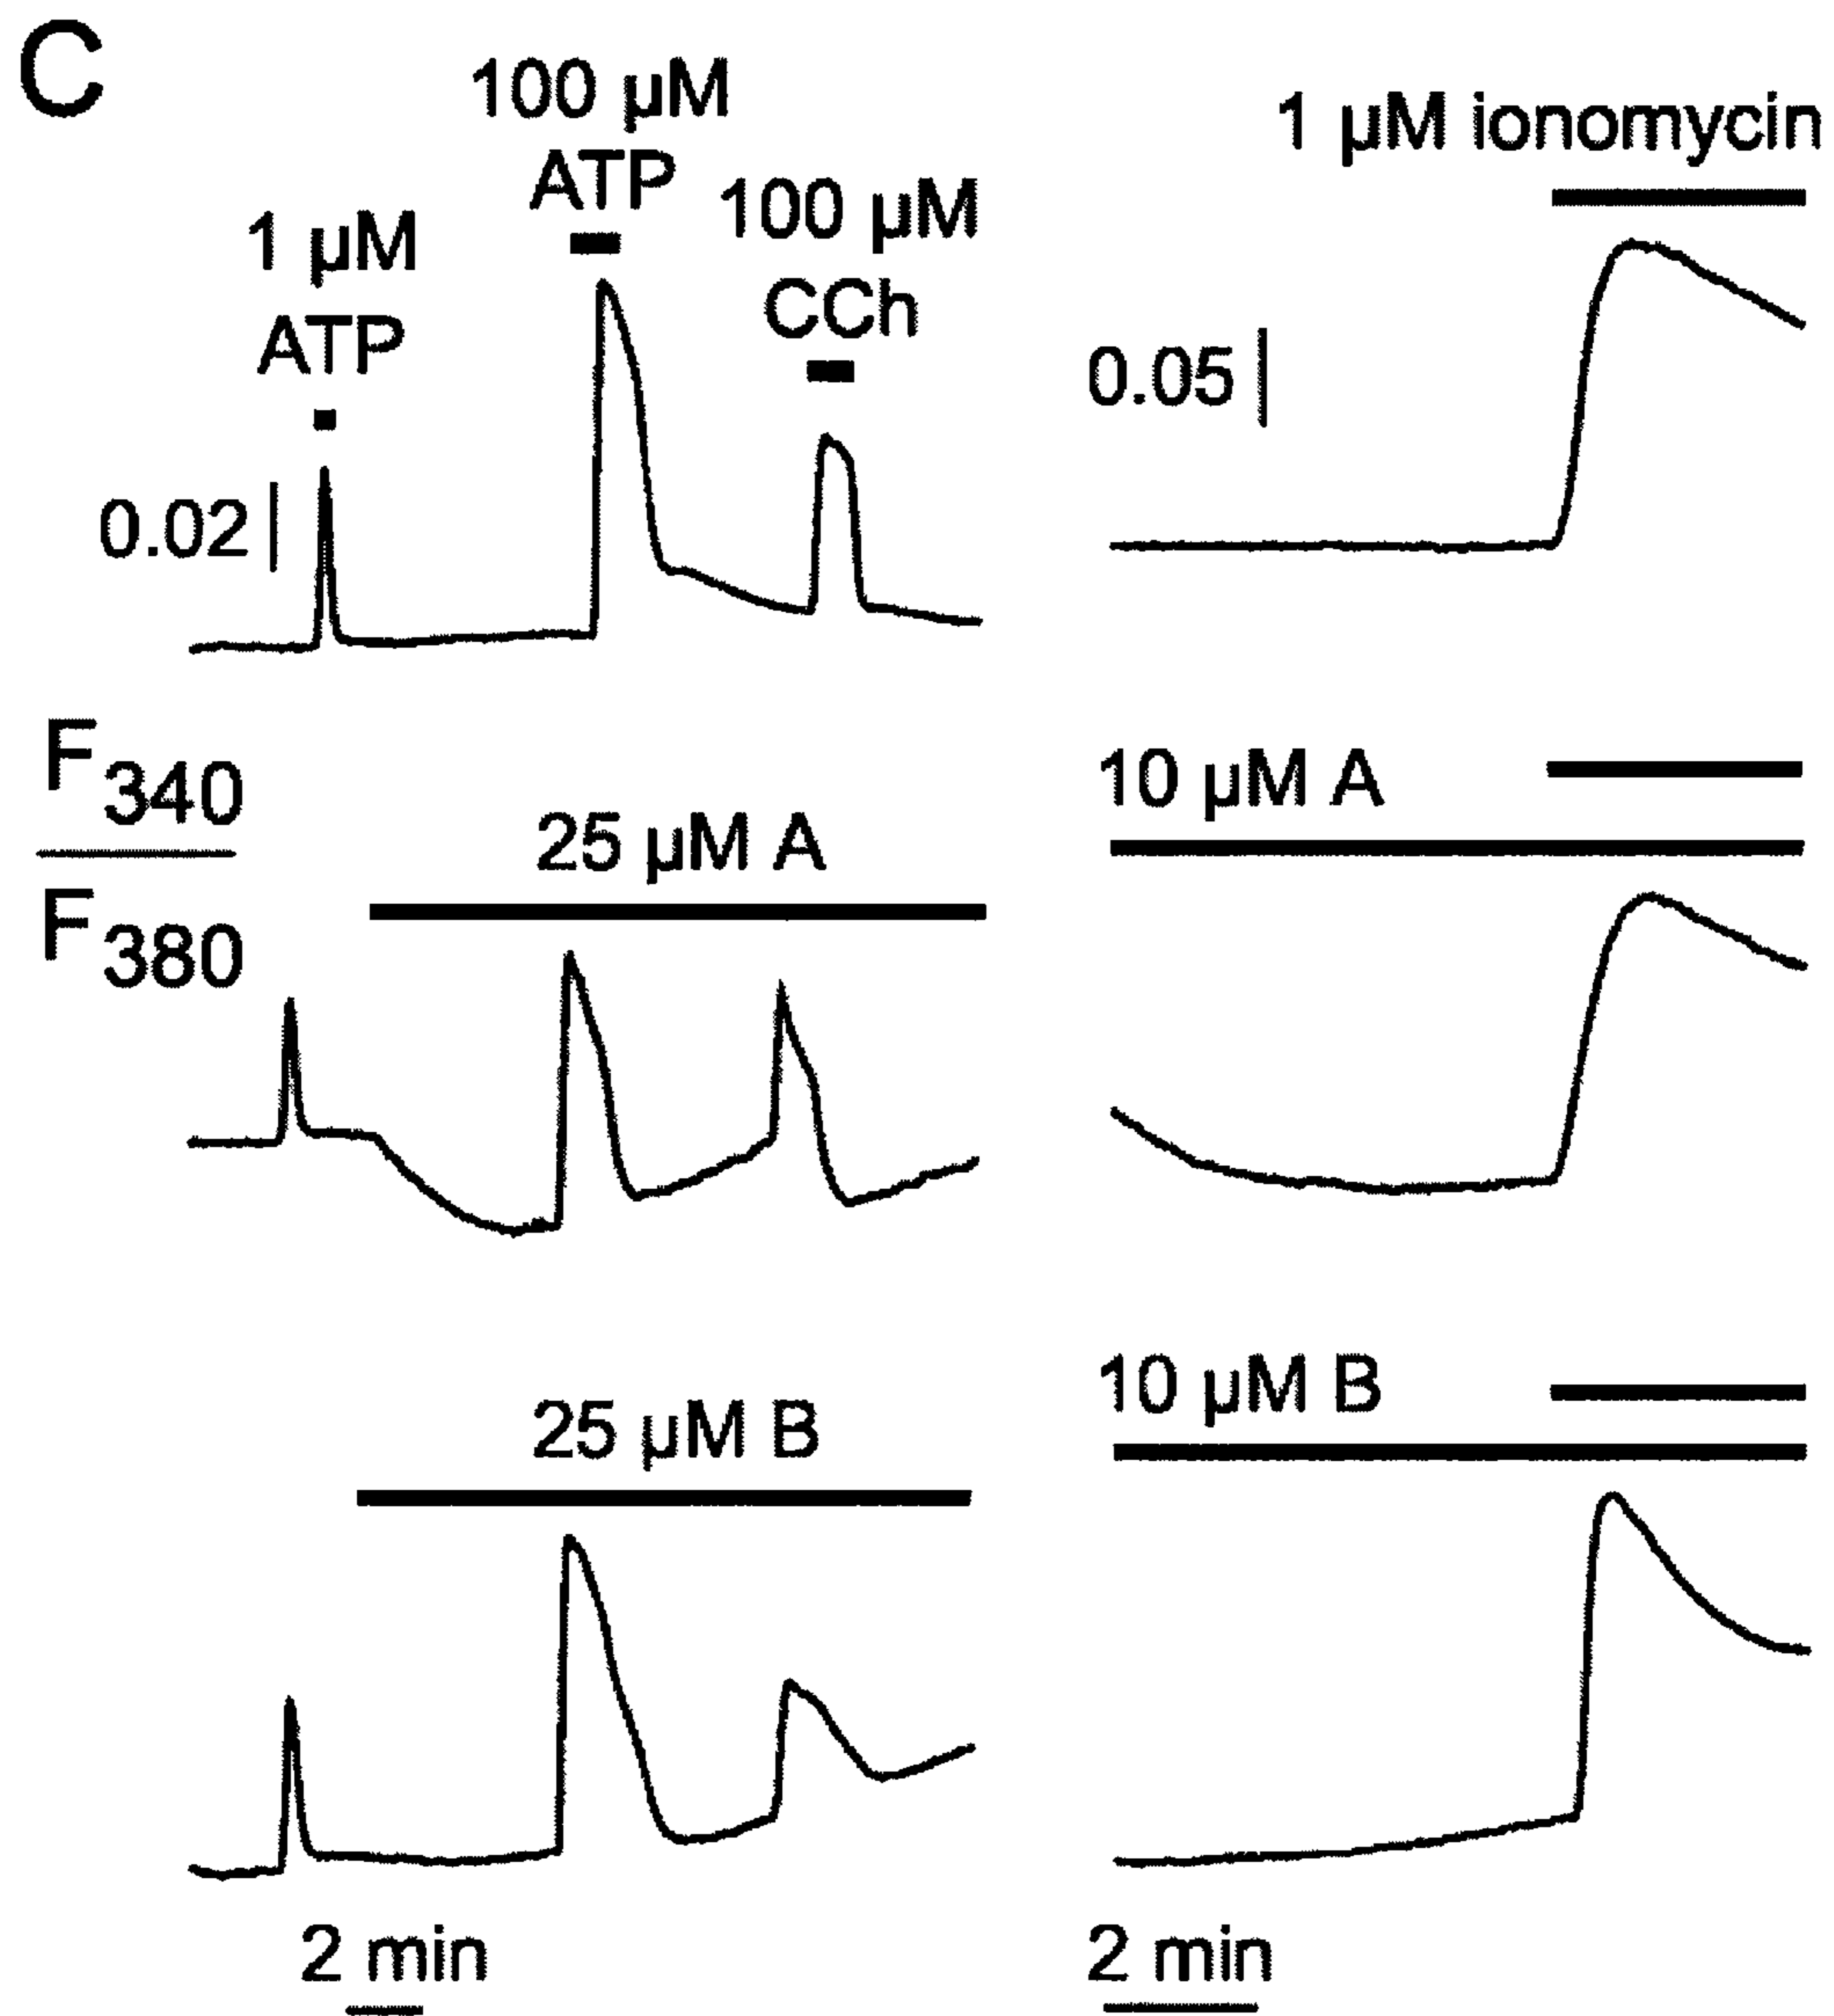 C
100 µM
ATP
1 µM
ATP
100 µM
CCh
0.02
1 µM ionomycin
0.05
F340
F380
25 µM A
10 µM A
25 µM B
10 µM B
2 min
2 min